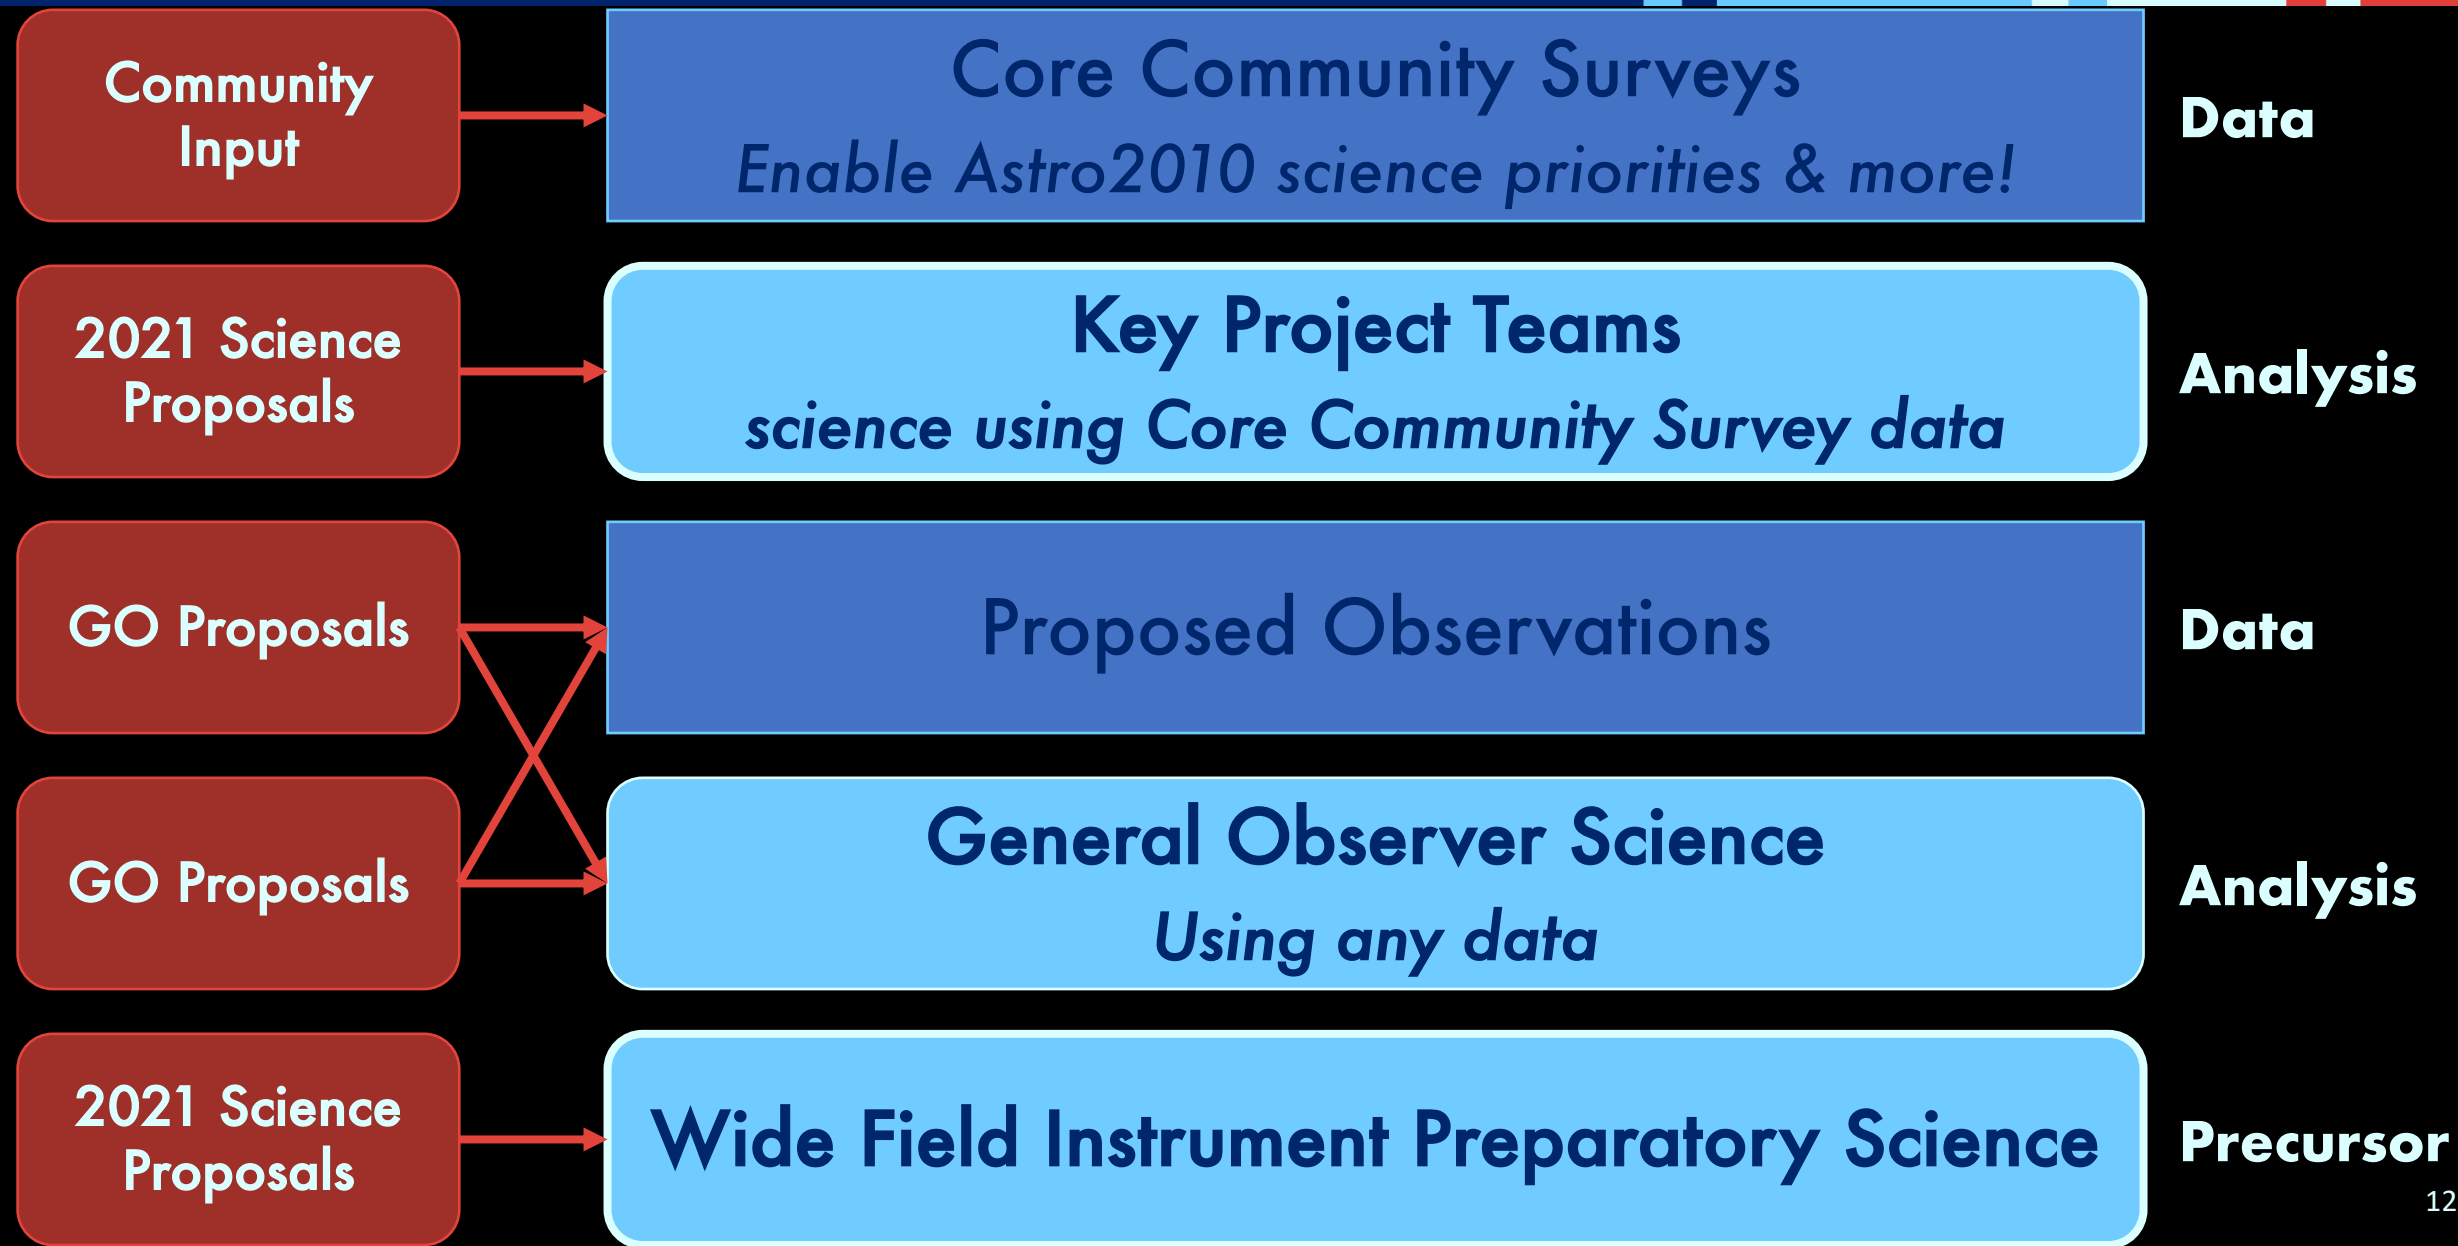 Community
Input
Core Community Surveys
Enable Astro2010 science priorities & more!
Data
2021 Science
Proposals
Key Project Teams
science using Core Community Survey data
Analysis
GO Proposals
Proposed Observations
Data
GO Proposals
General Observer Science
Using any data
Analysis
2021 Science
Proposals
Wide Field Instrument Preparatory Science
Precursor
12